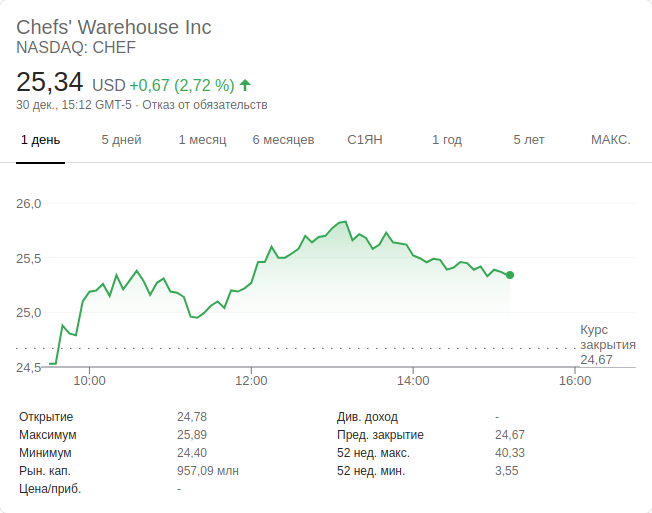 Chefs' Warehouse Inc
NASDAQ: CHEF
25,34 USD +0,67 (2,72 %)
30 дек., 15:12 GMT-5 · Отказ от обязательств
1 день 5 дней 1 месяц 6 месяцев С1ЯН 1 год 5 лет МАКС.
26,0
25,5
25,0
24,5
Курс
закрытия
24,67
10:00 12:00 14:00 16:00
Открытие 24,78 Див. доход -
Максимум 25,89 Пред. закрытие 24,67
Минимум 24,40 52 нед. макс. 40,33
Рын. кап. 957,09 млн 52 нед. мин. 3,55
Цена/приб. -